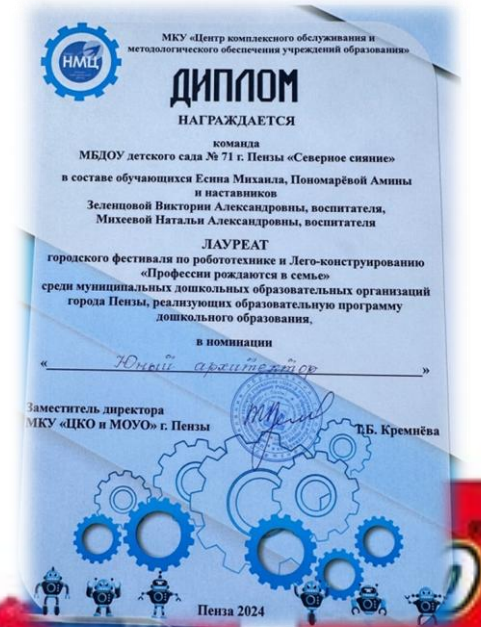 МКУ «Центр комплексного обслуживания и
методологического обеспечения учреждений образования»
НМЦ
ДИПЛОМ
НАГРАЖДАЕТСЯ
команда
МБДОУ детского сада № 71 г. Пензы «Северное сияние»
в составе обучающихся Есина Михаила, Пономарёвой Амины
и наставников
Зеленцовой Виктории Александровны, воспитателя,
Михеевой Натальи Александровны, воспитателя
ЛАУРЕАТ
городского фестиваля по робототехнике и Лего-конструированию
«Профессии рождаются в семье»
среди муниципальных дошкольных образовательных организаций
города Пензы, реализующих образовательную программу
дошкольного образования,
в номинации
« Юный архитектор »
Заместитель директора
МКУ «ЦКО и МОУО» г. Пензы
Т.Б. Кремнёва
Пенза 2024